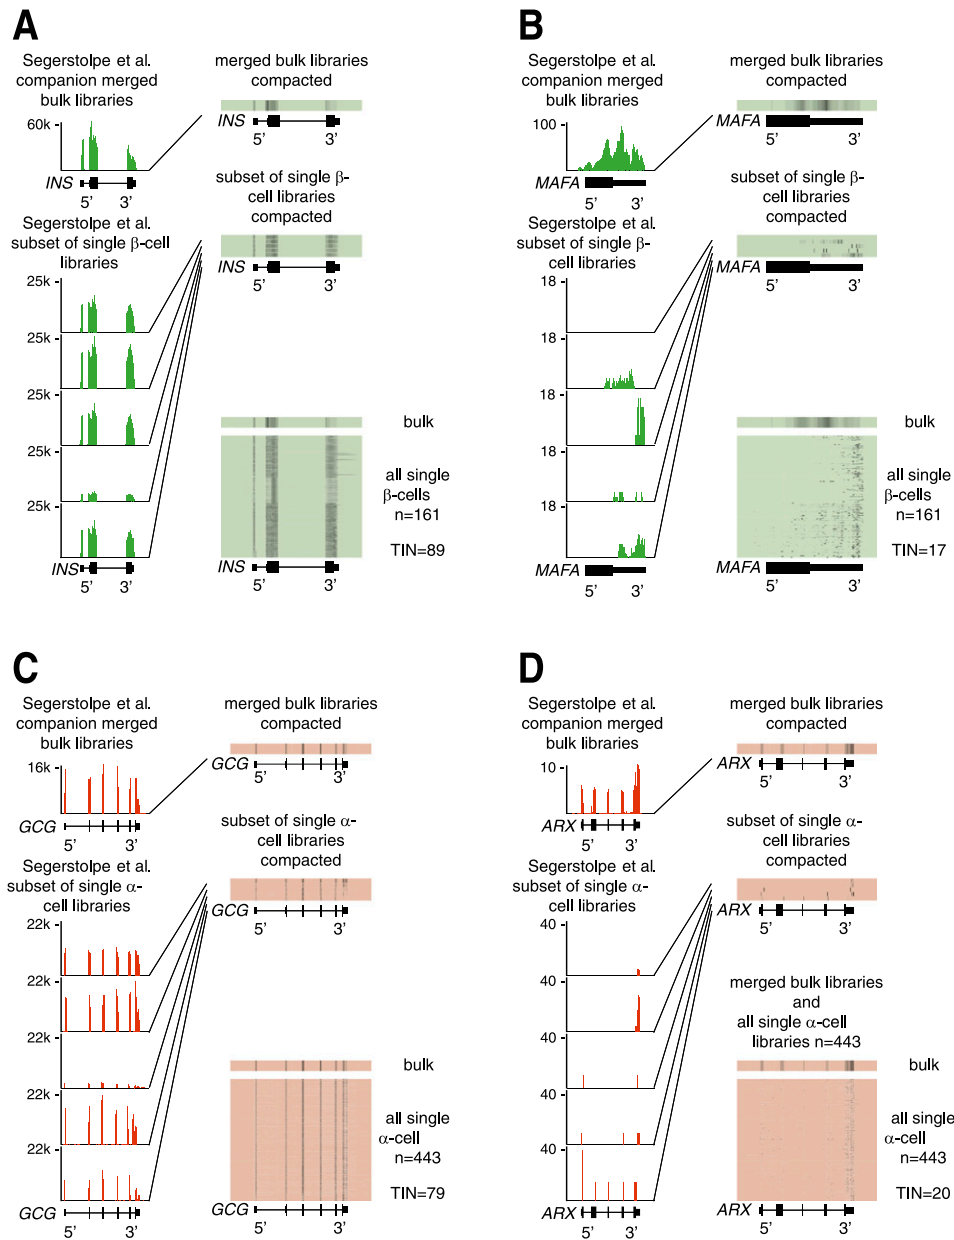 A
Segerstolpe et al.
companion merged
bulk libraries
60k
INS
5’ 3’
merged bulk libraries
compacted
INS
5’ 3’
subset of single β-
cell libraries
compacted
INS
5’ 3’
Segerstolpe et al.
subset of single β-cell
libraries
25k
25k
25k
25k
25k
INS
5’ 3’
bulk
all single
β-cells
n=161
TIN=89
INS
5’ 3’
B
Segerstolpe et al.
companion merged
bulk libraries
100
MAFA
5’ 3’
merged bulk libraries
compacted
MAFA
5’ 3’
subset of single β-
cell libraries
compacted
MAFA
5’ 3’
Segerstolpe et al.
subset of single β-
cell libraries
18
18
18
18
18
MAFA
5’ 3’
bulk
all single
β-cells
n=161
TIN=17
MAFA
5’ 3’
C
Segerstolpe et al.
companion merged
bulk libraries
16k
GCG
5’ 3’
merged bulk libraries
compacted
GCG
5’ 3’
subset of single α-
cell libraries
compacted
GCG
5’ 3’
Segerstolpe et al.
subset of single α-
cell libraries
22k
22k
22k
22k
22k
GCG
5’ 3’
bulk
all single
α-cell
n=443
TIN=79
GCG
5’ 3’
D
Segerstolpe et al.
companion merged
bulk libraries
10
ARX
5’ 3’
merged bulk libraries
compacted
ARX
5’ 3’
subset of single α-
cell libraries
compacted
ARX
5’ 3’
Segerstolpe et al.
subset of single α-
cell libraries
40
40
40
40
40
ARX
5’ 3’
merged bulk libraries
and
all single α-cell
libraries n=443
bulk
all single
α-cell
n=443
TIN=20
ARX
5’ 3’